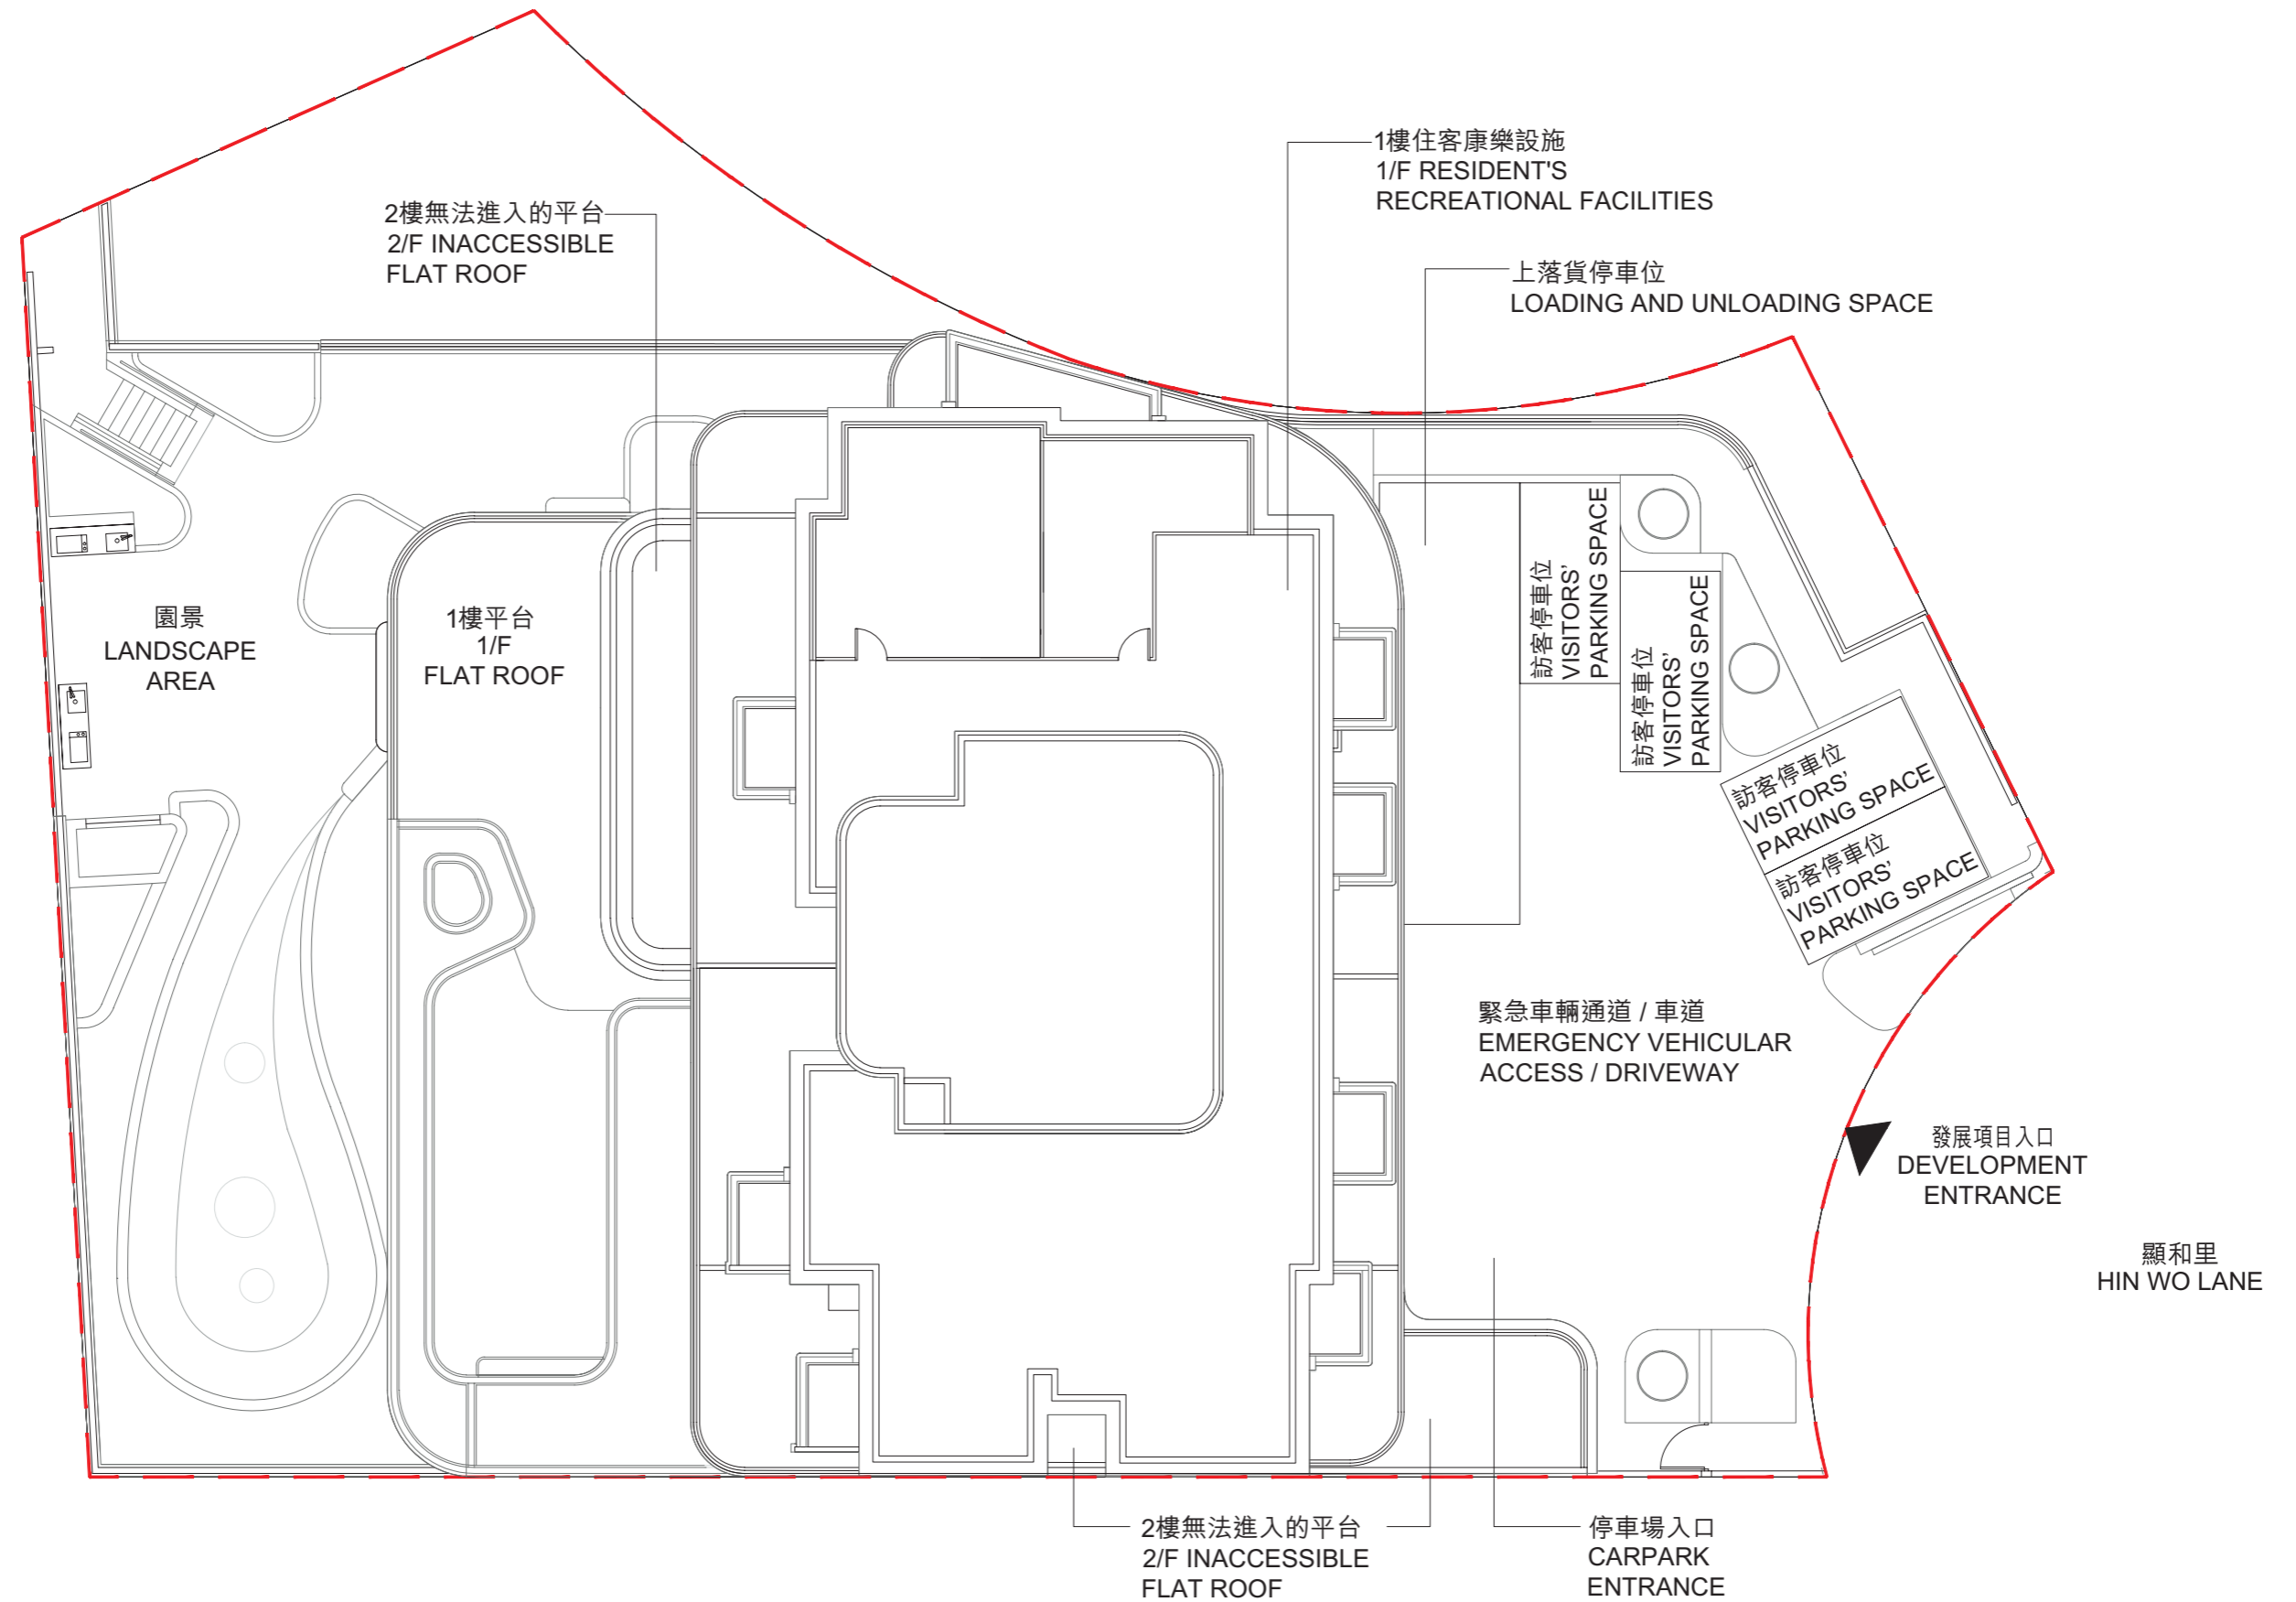 1樓住客康樂設施
1/F RESIDENT'S
RECREATIONAL FACILITIES
2樓無法進入的平台
2/F INACCESSIBLE
FLAT ROOF
上落貨停車位
LOADING AND UNLOADING SPACE
園景
LANDSCAPE
AREA
1樓平台
1/F
FLAT ROOF
訪客停車位
VISITORS’
PARKING SPACE
訪客停車位
VISITORS’
PARKING SPACE
訪客停車位
VISITORS’
PARKING SPACE
訪客停車位
VISITORS’
PARKING SPACE
緊急車輛通道 / 車道
EMERGENCY VEHICULAR
ACCESS / DRIVEWAY
發展項目入口
DEVELOPMENT
ENTRANCE
顯和里
HIN WO LANE
2樓無法進入的平台
2/F INACCESSIBLE
FLAT ROOF
停車場入口
CARPARK
ENTRANCE